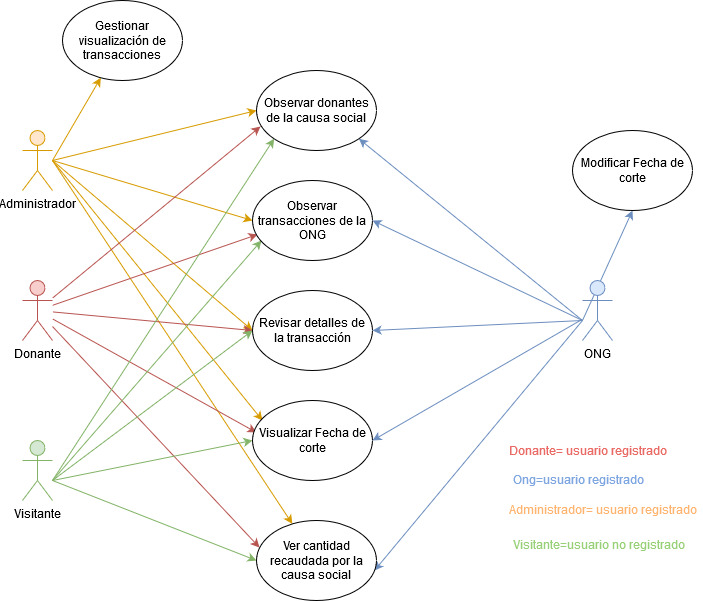 Gestionar
visualización de
transacciones
Observar donantes
de la causa social
Modificar Fecha de
corte
Administrador
Observar
transacciones de la
ONG
Donante
Revisar detalles de
la transacción
ONG
Visualizar Fecha de
corte
Visitante
Ver cantidad
recaudada por la
causa social
Donante= usuario registrado
Ong=usuario registrado
Administrador= usuario registrado
Visitante=usuario no registrado